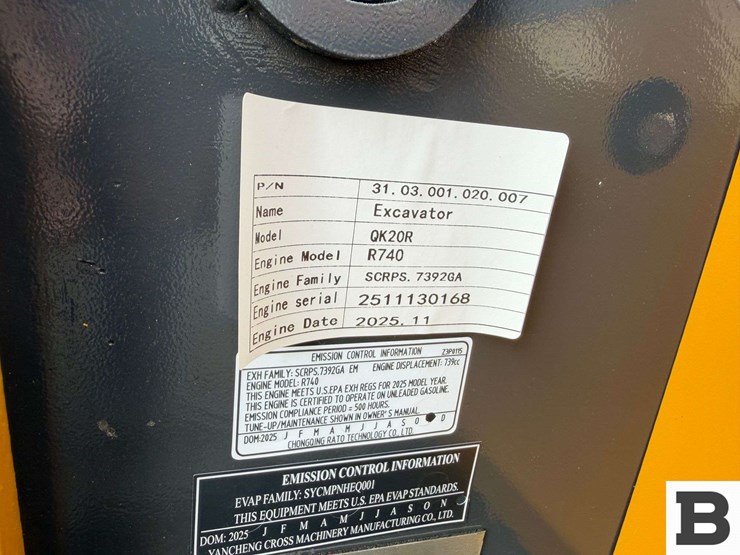 P/N 31.03.001.020.007
Name Excavator
Model QK20R
Engine Model R740
Engine Family SCRPS.7392GA
Engine serial 2511130168
Engine Date 2025.11
EMISSION CONTROL INFORMATION Z3P01M5
EXH FAMILY: SCRPS.7392GA EM ENGINE DISPLACEMENT: 739cc
ENGINE MODEL: R740
THIS ENGINE MEETS U.S.EPA EXH REGS FOR 2025 MODEL YEAR.
THIS ENGINE IS CERTIFIED TO OPERATE ON UNLEADED GASOLINE.
EMISSION COMPLIANCE PERIOD = 500 HOURS.
TUNE-UP/MAINTENANCE SHOWN IN OWNER'S MANUAL
DOM:2025 J F M A M J J A S O D
CHONGQING RATO TECHNOLOGY CO., LTD.
EMISSION CONTROL INFORMATION
EVAP FAMILY: SYCMPNHEQ001
THIS EQUIPMENT MEETS U.S. EPA EVAP STANDARDS.
DOM: 2025 J F M A M J J A S O N
YANCHENG CROSS MACHINERY MANUFACTURING CO., LTD.
B